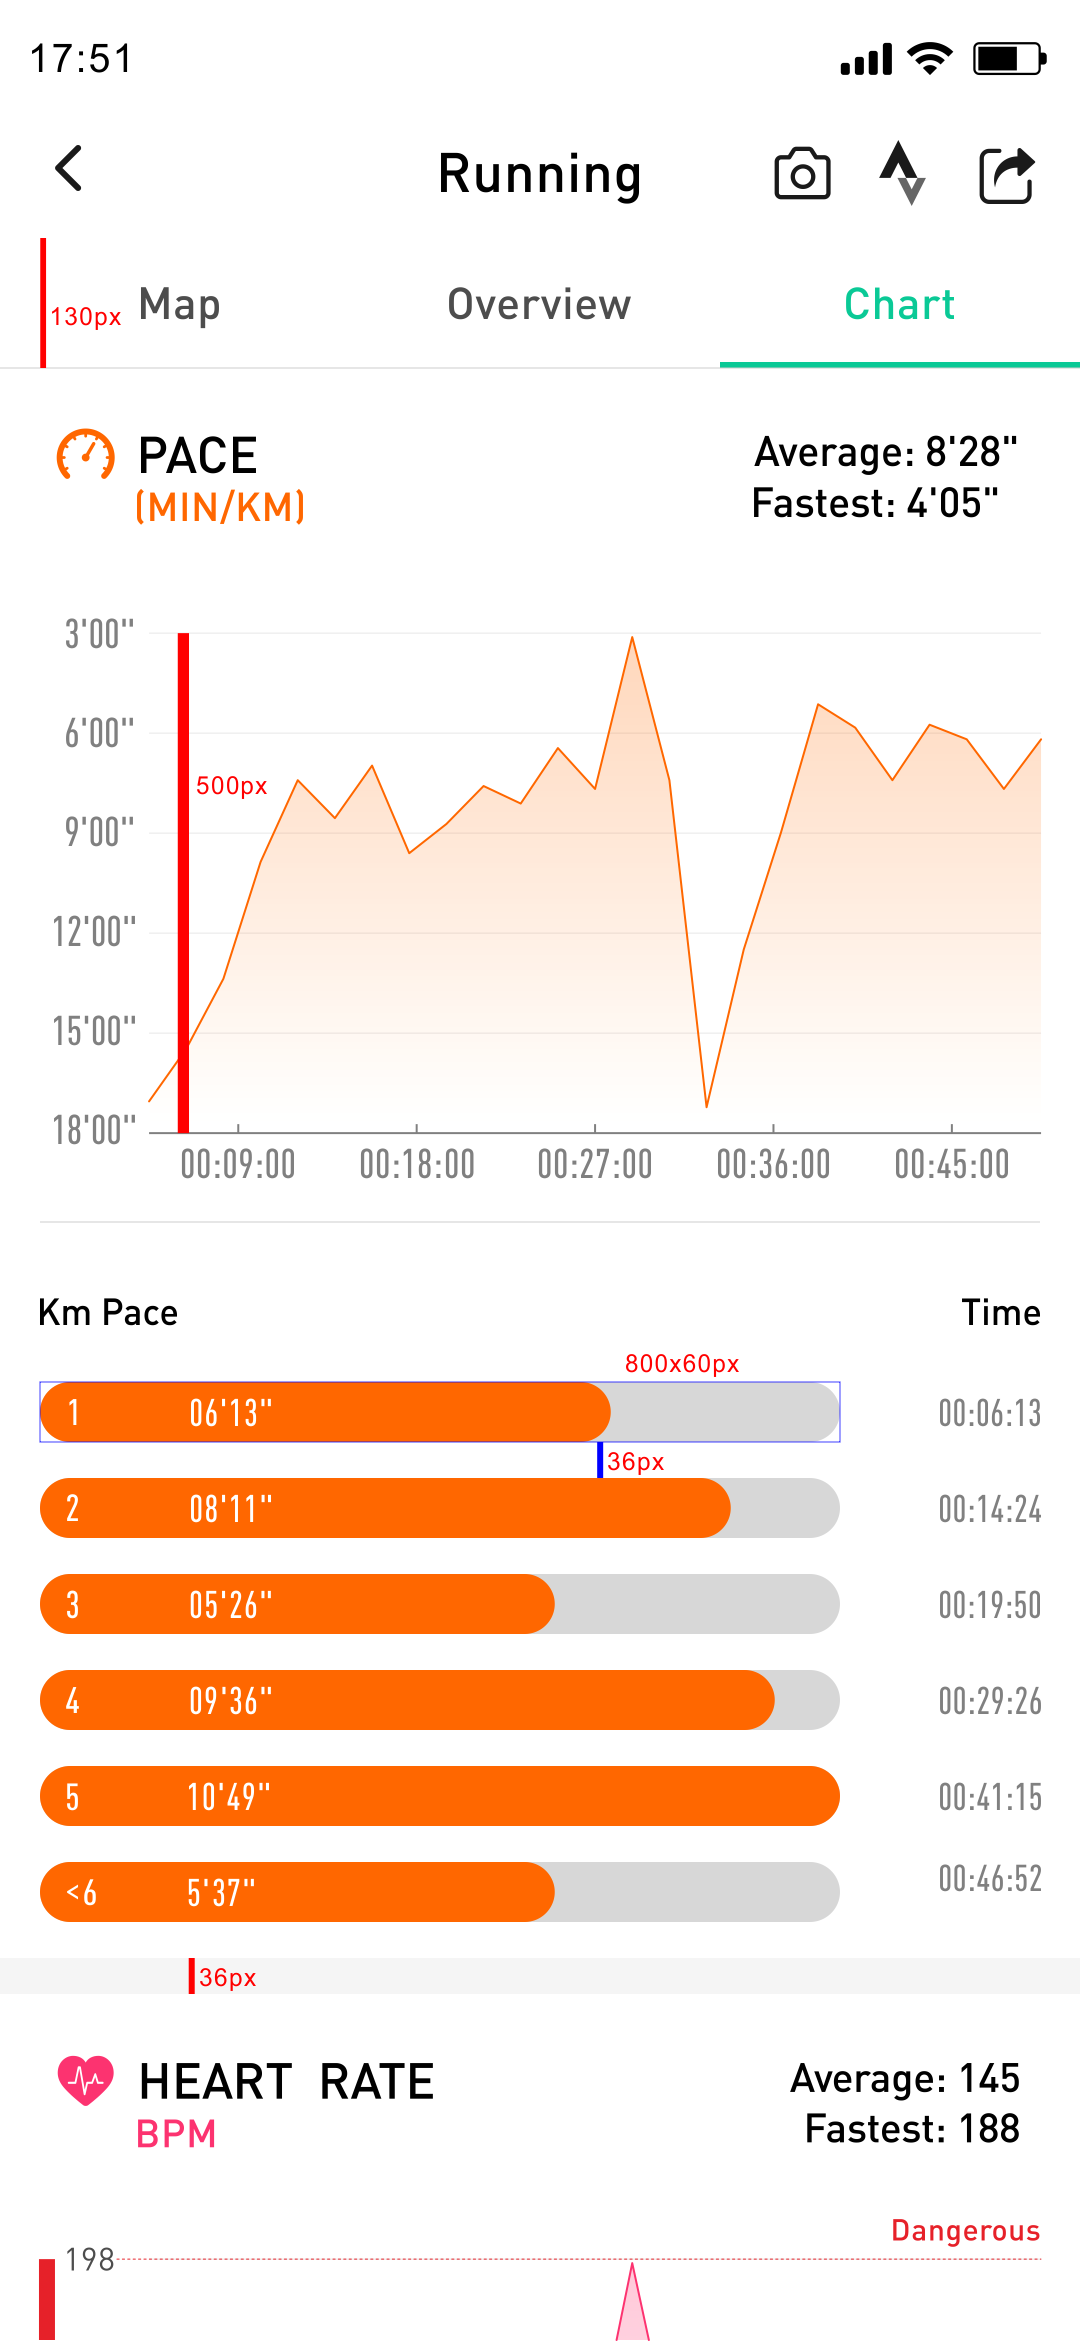 17:51
Running
130px
Map
Overview
Chart
PACE
(MIN/KM)
Average: 8'28"
Fastest: 4'05"
3'00"
6'00"
500px
9'00"
12'00"
15'00"
18'00"
00:09:00 00:18:00 00:27:00 00:36:00 00:45:00
Km Pace
Time
800x60px
1 06'13" 00:06:13
36px
2 08'11" 00:14:24
3 05'26" 00:19:50
4 09'36" 00:29:26
5 10'49" 00:41:15
<6 5'37" 00:46:52
36px
HEART RATE
BPM
Average: 145
Fastest: 188
Dangerous
198